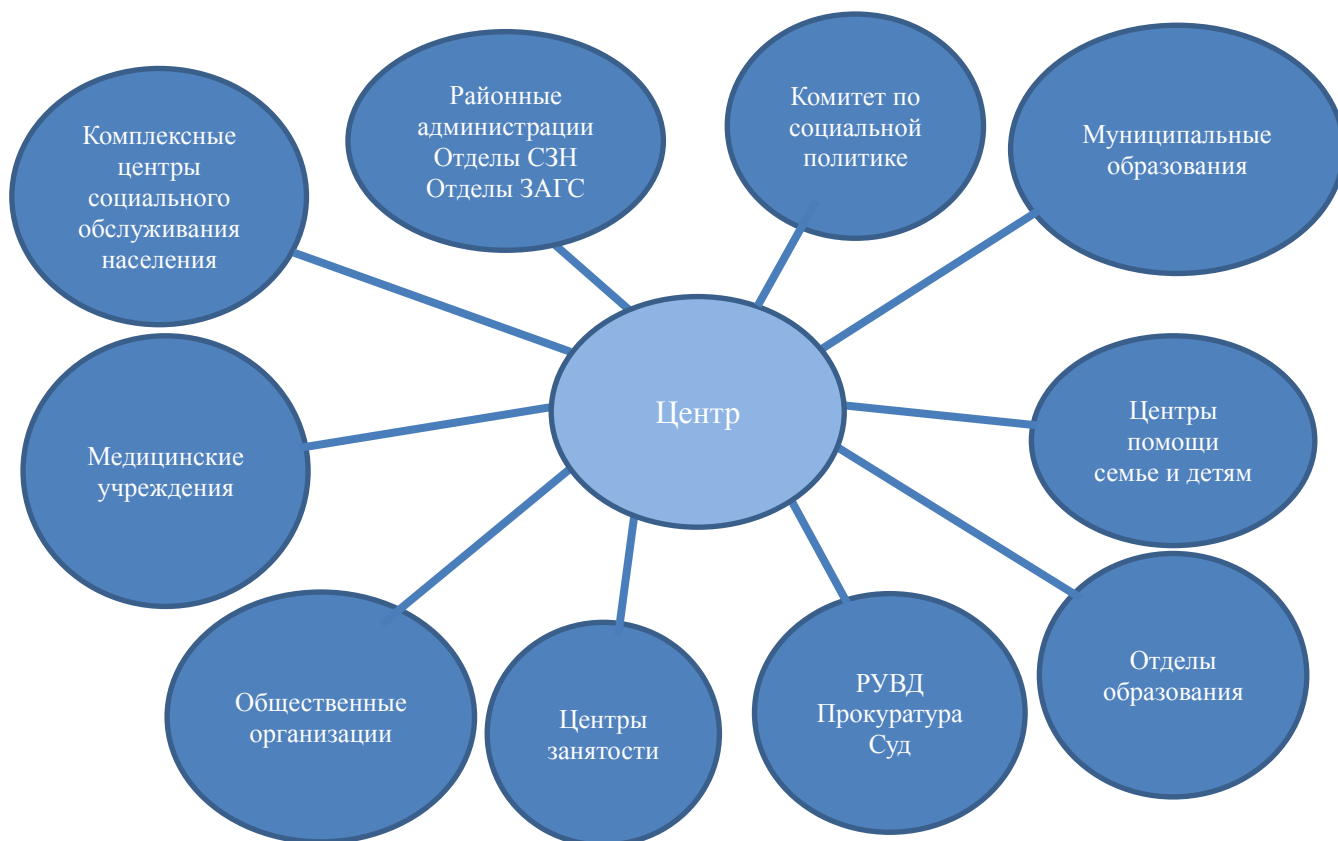 Комплексные
центры
социального
обслуживания
населения
Районные
администрации
Отделы СЗН
Отделы ЗАГС
Комитет по
социальной
политике
Муниципальные
образования
Центр
Медицинские
учреждения
Центры
помощи
семье и детям
Общественные
организации
Центры
занятости
РУВД
Прокуратура
Суд
Отделы
образования